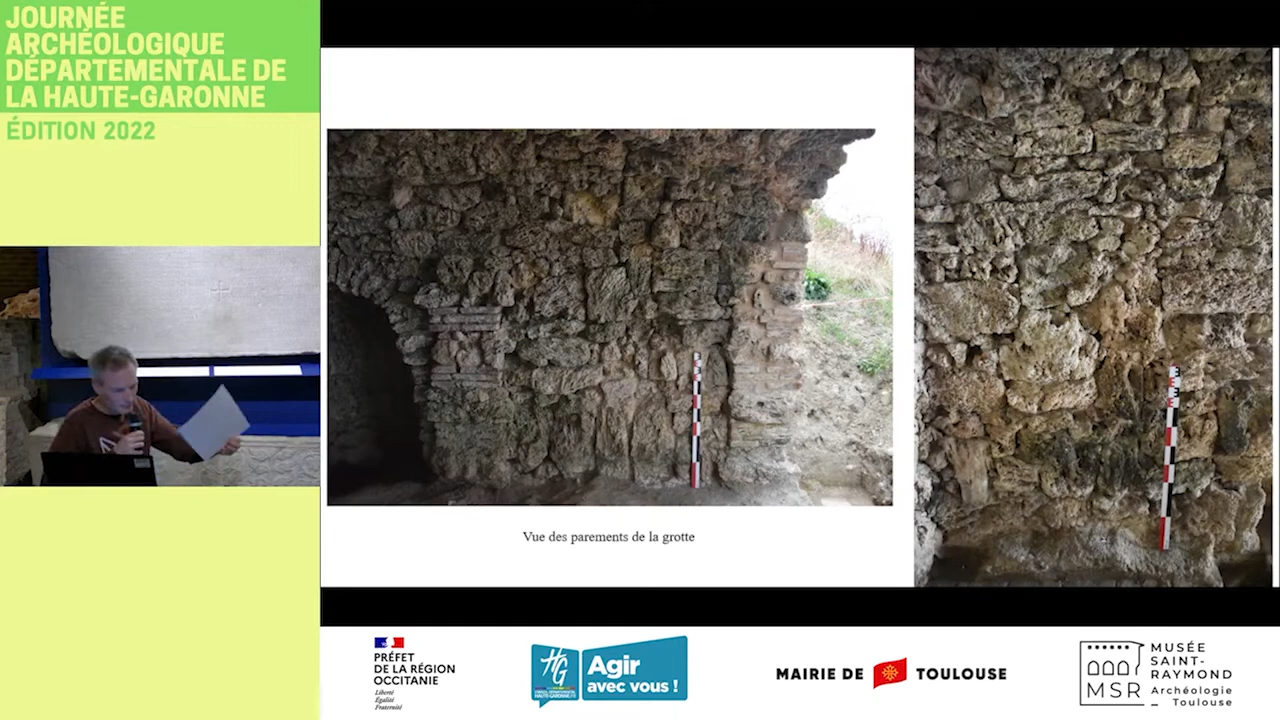 JOURNÉE
ARCHÉOLOGIQUE
DÉPARTEMENTALE DE
LA HAUTE-GARONNE
ÉDITION 2022
Vue des parements de la grotte
PRÉFET
DE LA RÉGION
OCCITANIE
Liberté
Égalité
Fraternité
HG
Agir
avec vous !
MAIRIE DE TOULOUSE
MSR
MUSÉE
SAINT-
RAYMOND
Archéologie
Toulouse